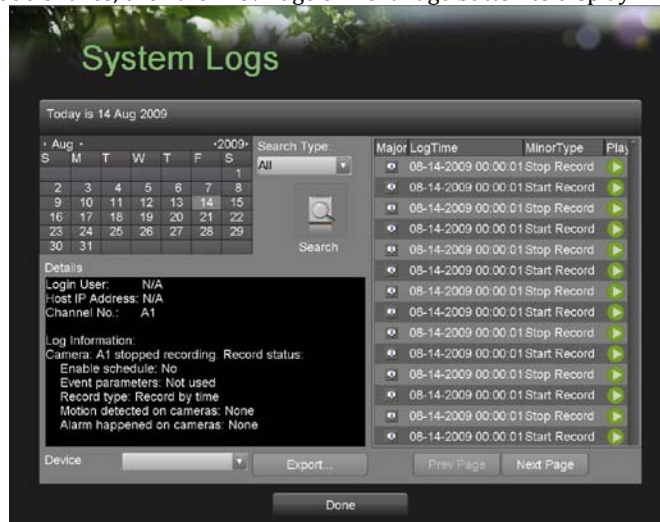 System Logs
Today is 14 Aug 2009
Aug 2009
S M T W T F S
1
2 3 4 5 6 7 8
9 10 11 12 13 14 15
16 17 18 19 20 21 22
23 24 25 26 27 28 29
30 31
Search Type:
All
Search
Details
Login User: N/A
Host IP Address: N/A
Channel No.: A1
Log Information:
Camera: A1 stopped recording. Record status:
Enable schedule: No
Event parameters: Not used
Record type: Record by time
Motion detected on cameras: None
Alarm happened on cameras: None
Major LogTime MinorType Play
08-14-2009 00:00:01 Stop Record
08-14-2009 00:00:01 Start Record
08-14-2009 00:00:01 Stop Record
08-14-2009 00:00:01 Start Record
08-14-2009 00:00:01 Stop Record
08-14-2009 00:00:01 Start Record
08-14-2009 00:00:01 Stop Record
08-14-2009 00:00:01 Start Record
08-14-2009 00:00:01 Stop Record
08-14-2009 00:00:01 Start Record
08-14-2009 00:00:01 Stop Record
08-14-2009 00:00:01 Start Record
08-14-2009 00:00:01 Stop Record
08-14-2009 00:00:01 Start Record
Device
Export...
Prev Page Next Page
Done